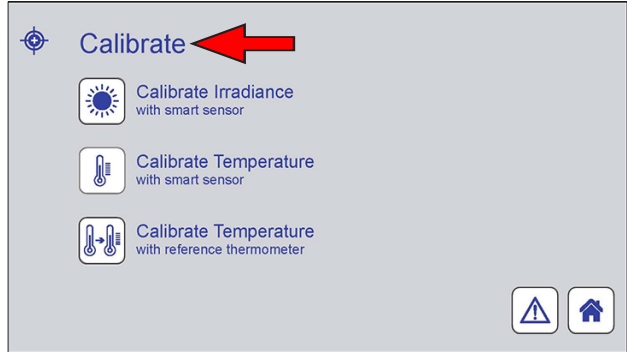 Calibrate
Calibrate Irradiance
with smart sensor
Calibrate Temperature
with smart sensor
Calibrate Temperature
with reference thermometer